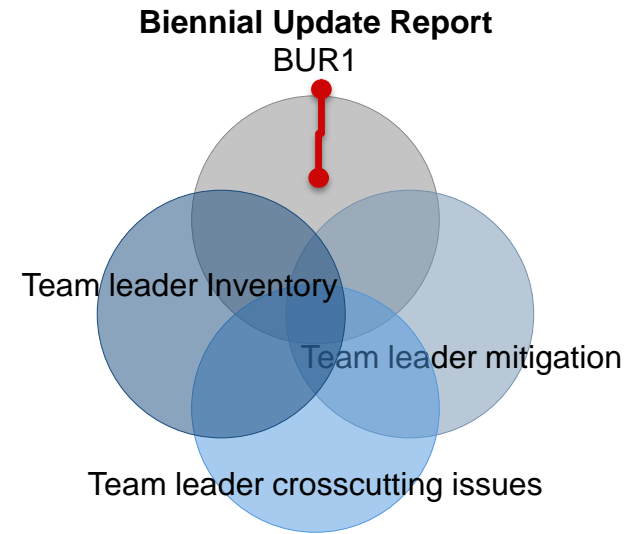 Biennial Update Report
BUR1
Team leader Inventory
Team leader mitigation
Team leader crosscutting issues